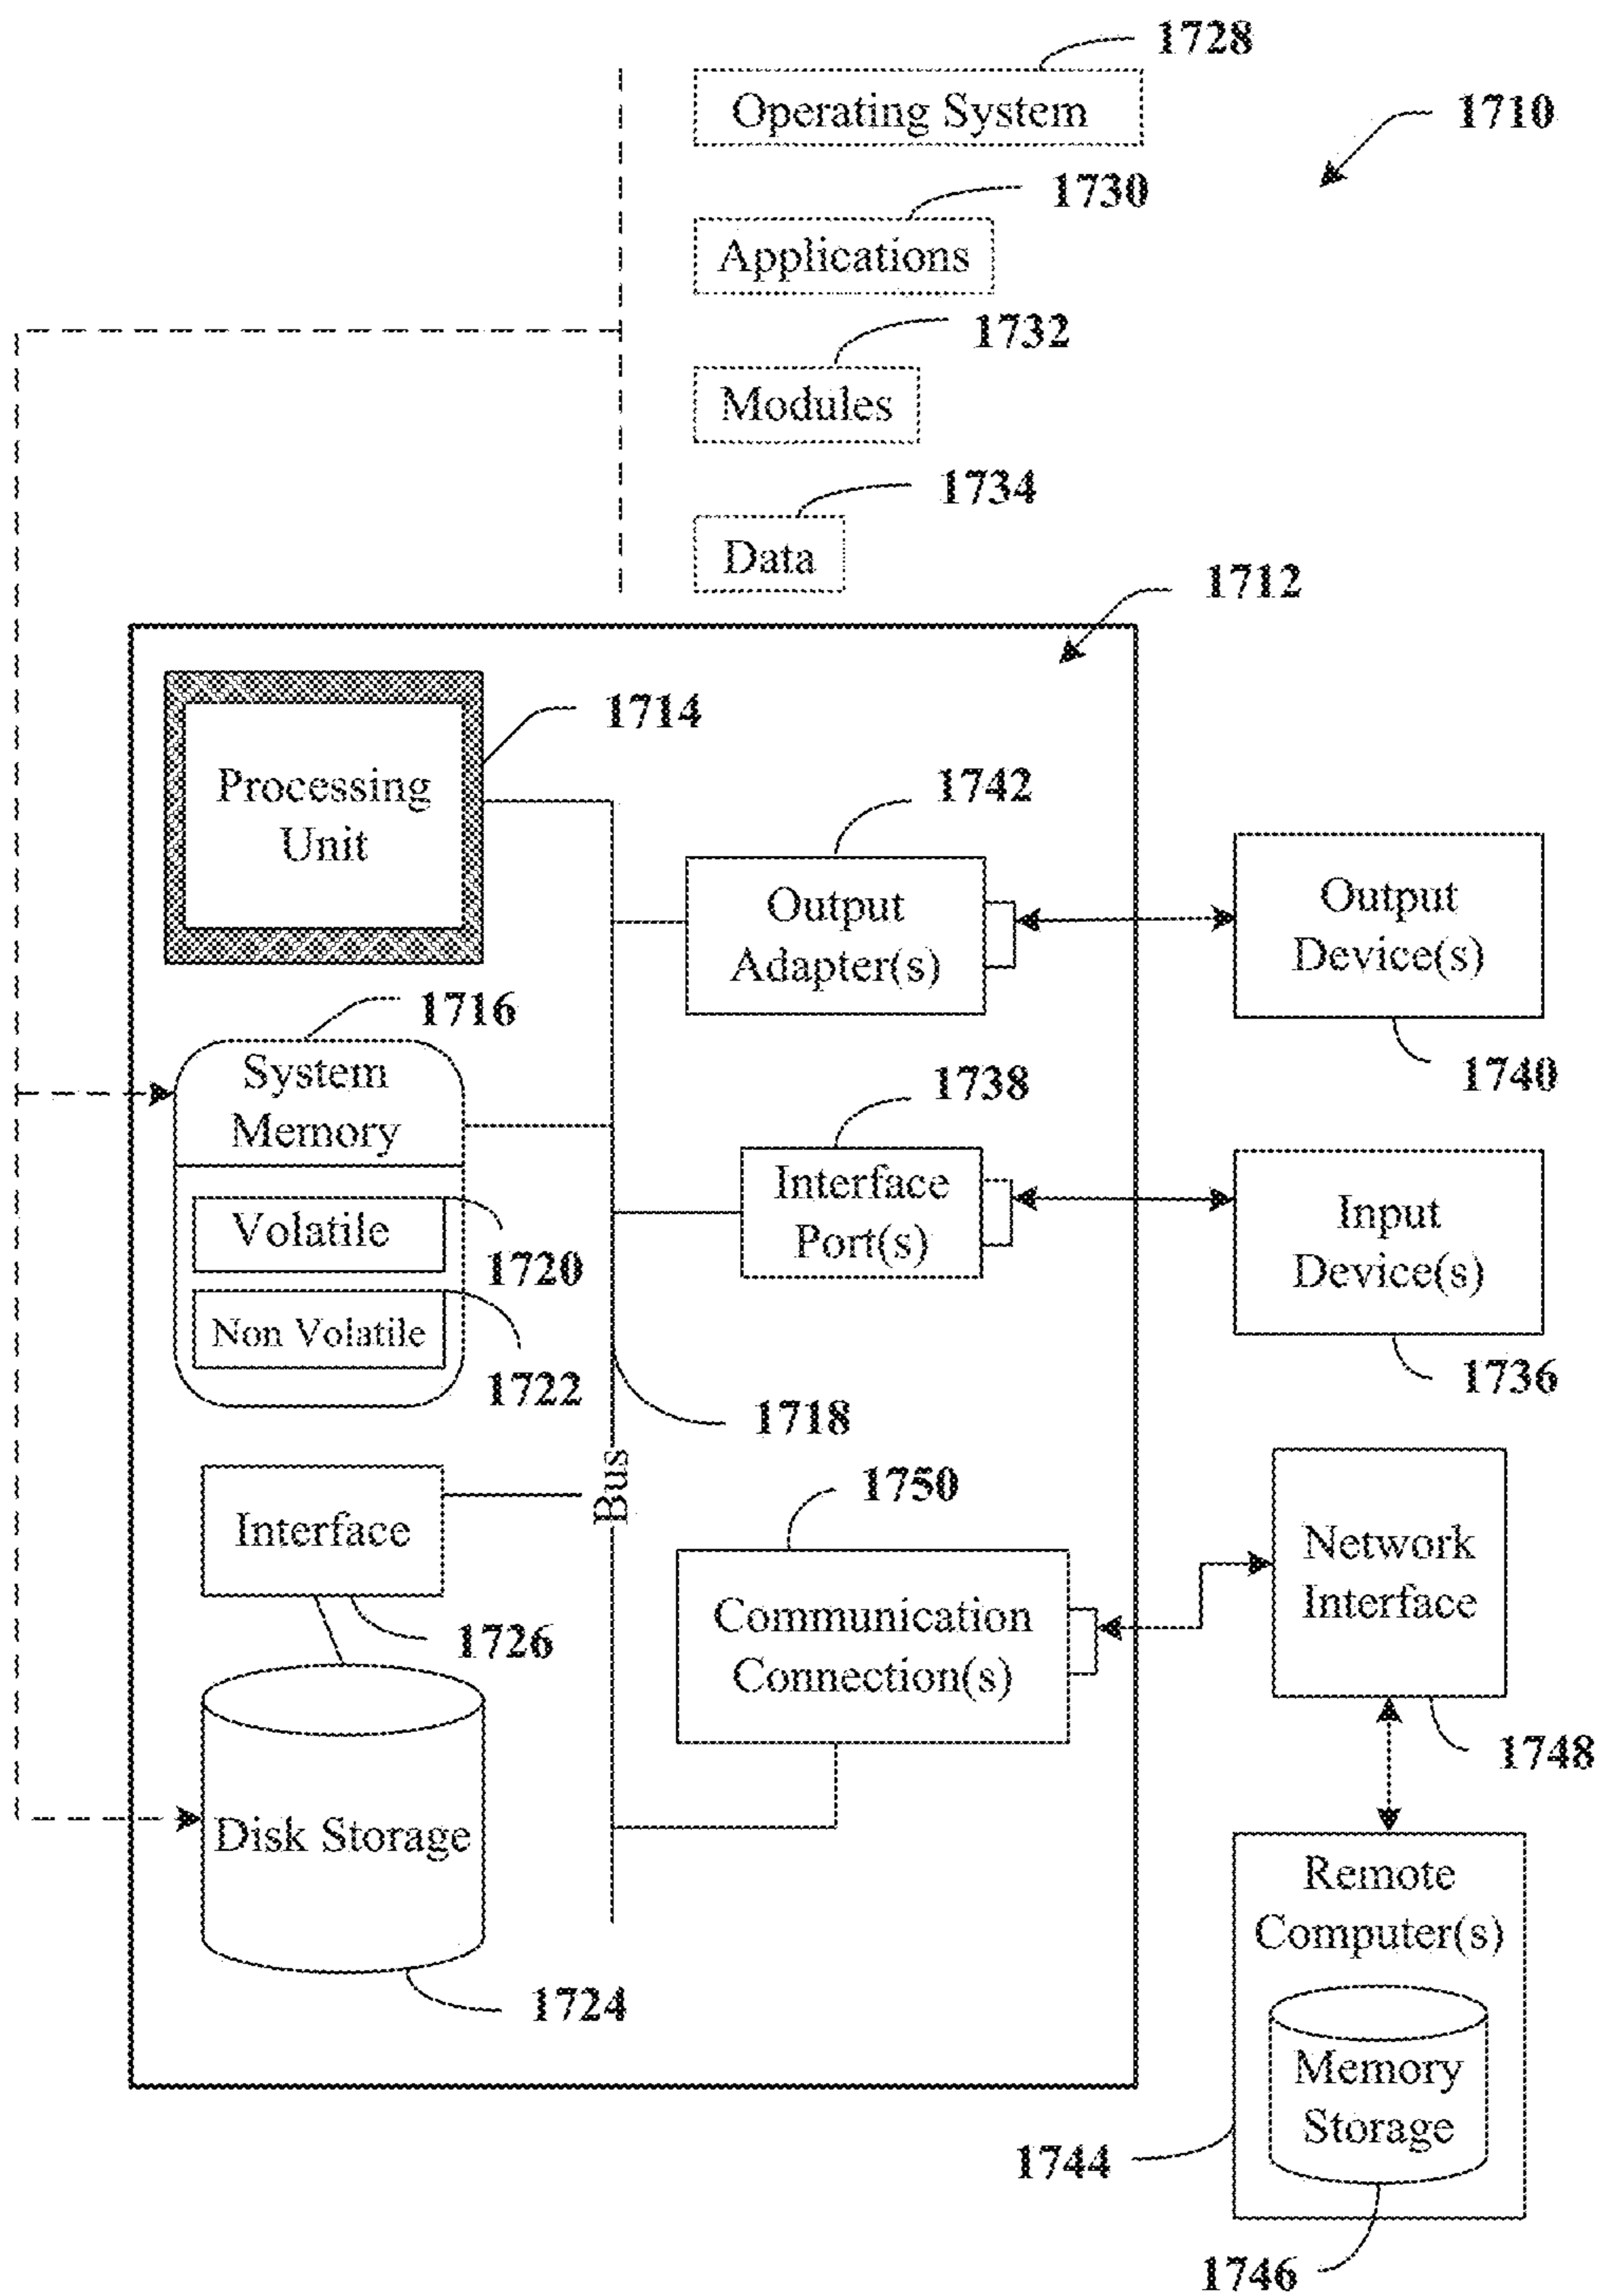 1728
Operating System
1710
1730
Applications
1732
Modules
1734
Data
1712
1714
Processing
Unit
1742
Output
Adapter(s)
Output
Device(s)
1740
1716
System
Memory
Volatile
1720
Non Volatile
1722
1738
Interface
Port(s)
Input
Device(s)
1736
1718
Bus
Interface
1726
1750
Communication
Connection(s)
Network
Interface
1748
Disk Storage
1724
Remote
Computer(s)
Memory
Storage
1744
1746